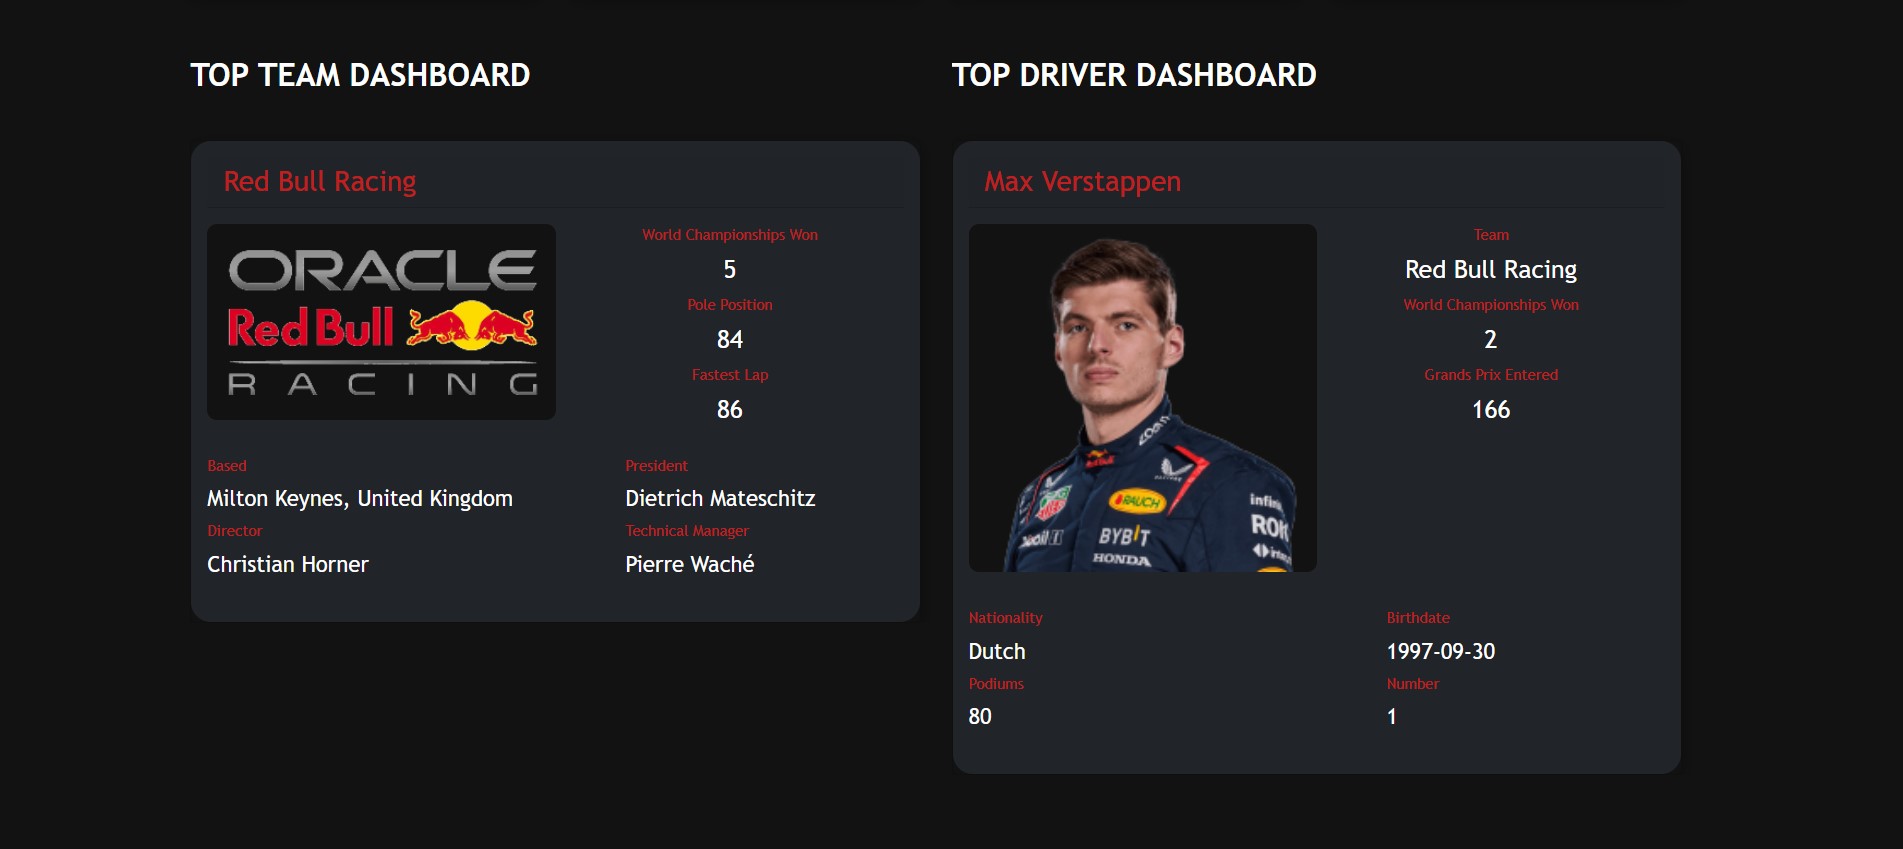 TOP TEAM DASHBOARD
Red Bull Racing
ORACLE
Red Bull
RACING
World Championships Won
5
Pole Position
84
Fastest Lap
86
Based
Milton Keynes, United Kingdom
Director
Christian Horner
President
Dietrich Mateschitz
Technical Manager
Pierre Waché
TOP DRIVER DASHBOARD
Max Verstappen
RAUCH
BYBIT
HONDA
Team
Red Bull Racing
World Championships Won
2
Grands Prix Entered
166
Nationality
Dutch
Podiums
80
Birthdate
1997-09-30
Number
1